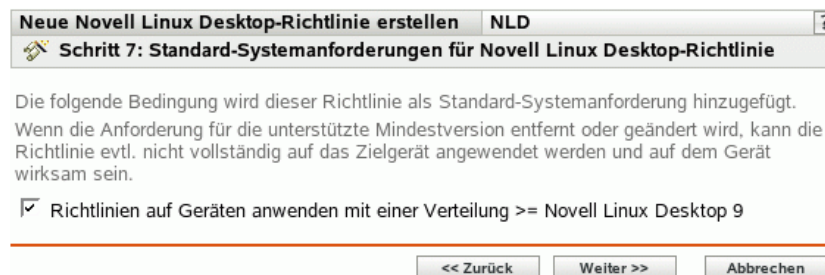 Neue Novell Linux Desktop-Richtlinie erstellen NLD ?
Schritt 7: Standard-Systemanforderungen für Novell Linux Desktop-Richtlinie
Die folgende Bedingung wird dieser Richtlinie als Standard-Systemanforderung hinzugefügt.
Wenn die Anforderung für die unterstützte Mindestversion entfernt oder geändert wird, kann die
Richtlinie evtl. nicht vollständig auf das Zielgerät angewendet werden und auf dem Gerät
wirksam sein.
Richtlinien auf Geräten anwenden mit einer Verteilung >= Novell Linux Desktop 9
<< Zurück Weiter >> Abbrechen